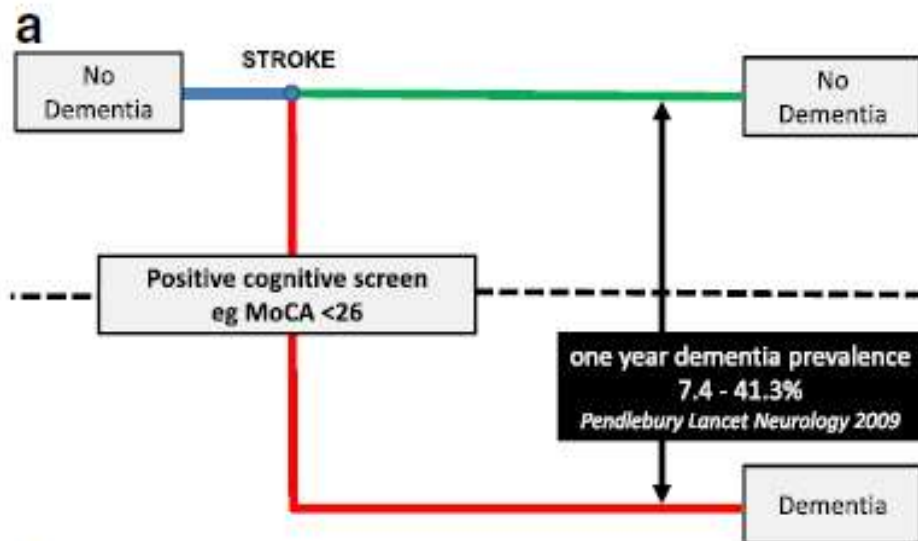 a
STROKE
No
Dementia
No
Dementia
Positive cognitive screen
eg MoCA <26
one year dementia prevalence
7.4 - 41.3%
Pendlebury Lancet Neurology 2009
Dementia